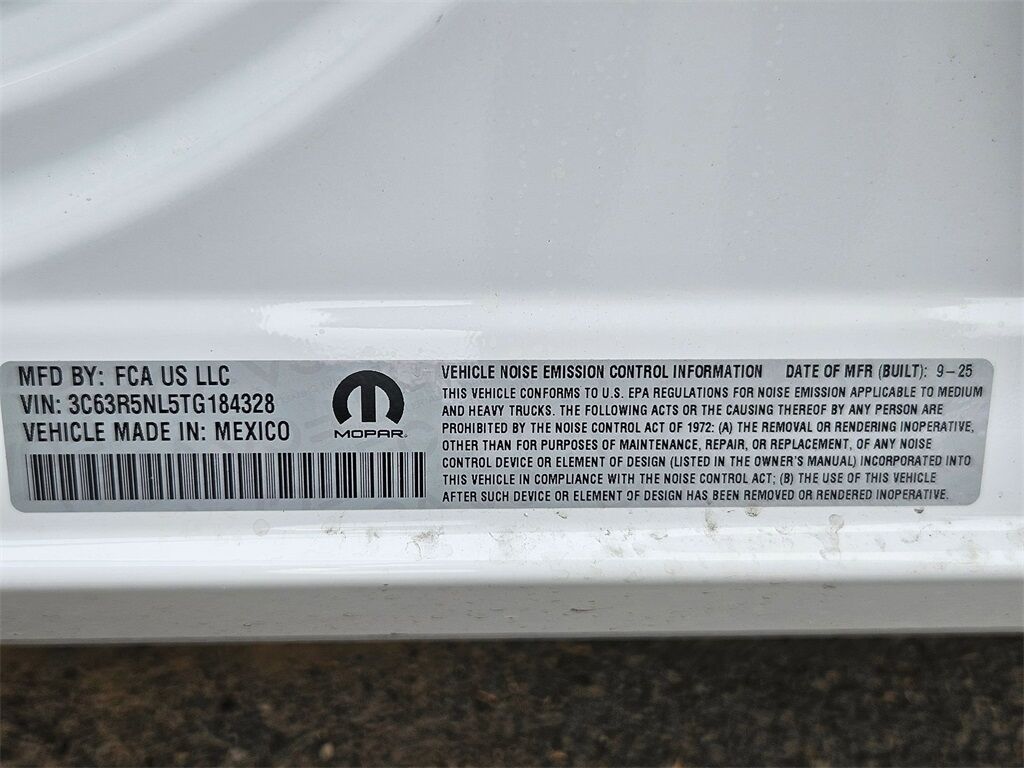 MFD BY: FCA US LLC
VIN: 3C63R5NL5TG184328
VEHICLE MADE IN: MEXICO
MOPAR
VEHICLE NOISE EMISSION CONTROL INFORMATION DATE OF MFR (BUILT): 9-25
THIS VEHICLE CONFORMS TO U.S. EPA REGULATIONS FOR NOISE EMISSION APPLICABLE TO MEDIUM
AND HEAVY TRUCKS. THE FOLLOWING ACTS OR THE CAUSING THEREOF BY ANY PERSON ARE
PROHIBITED BY THE NOISE CONTROL ACT OF 1972: (A) THE REMOVAL OR RENDERING INOPERATIVE,
OTHER THAN FOR PURPOSES OF MAINTENANCE, REPAIR, OR REPLACEMENT, OF ANY NOISE
CONTROL DEVICE OR ELEMENT OF DESIGN (LISTED IN THE OWNER'S MANUAL) INCORPORATED INTO
THIS VEHICLE IN COMPLIANCE WITH THE NOISE CONTROL ACT; (B) THE USE OF THIS VEHICLE
AFTER SUCH DEVICE OR ELEMENT OF DESIGN HAS BEEN REMOVED OR RENDERED INOPERATIVE.